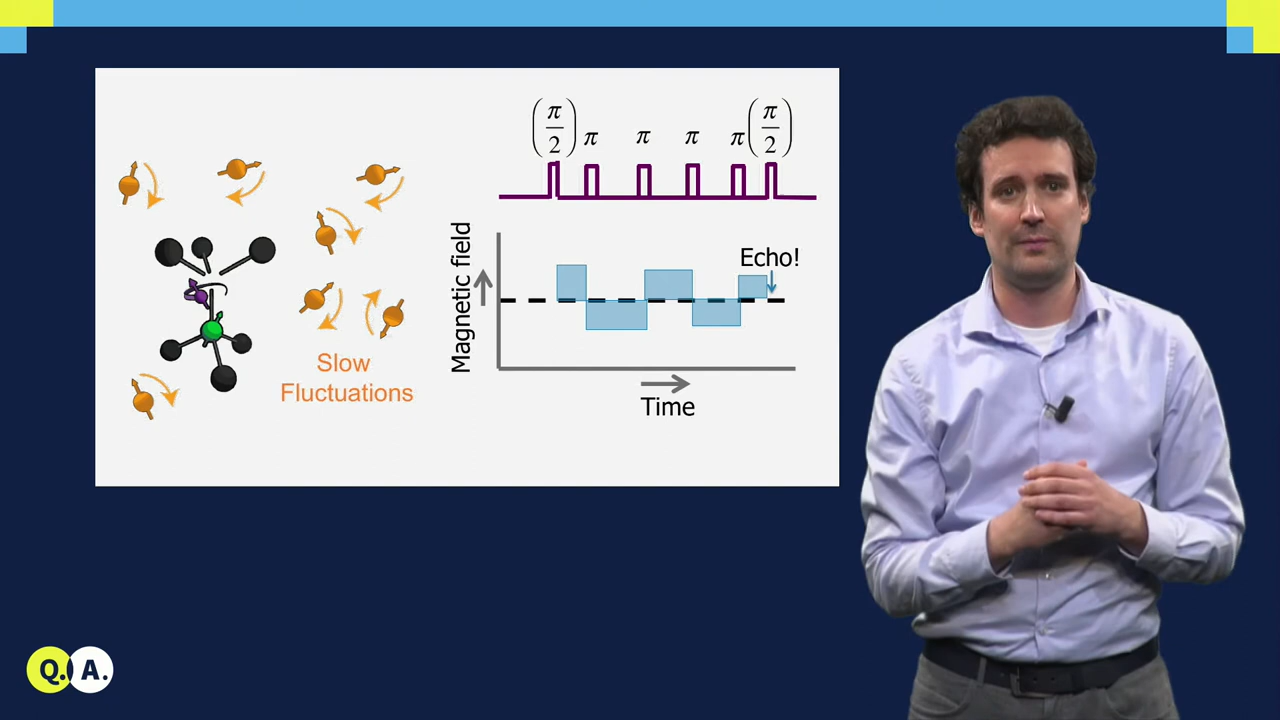 (π/2) π π π π (π/2)
Magnetic field
Echo!
Slow
Fluctuations
Time
Q. A.